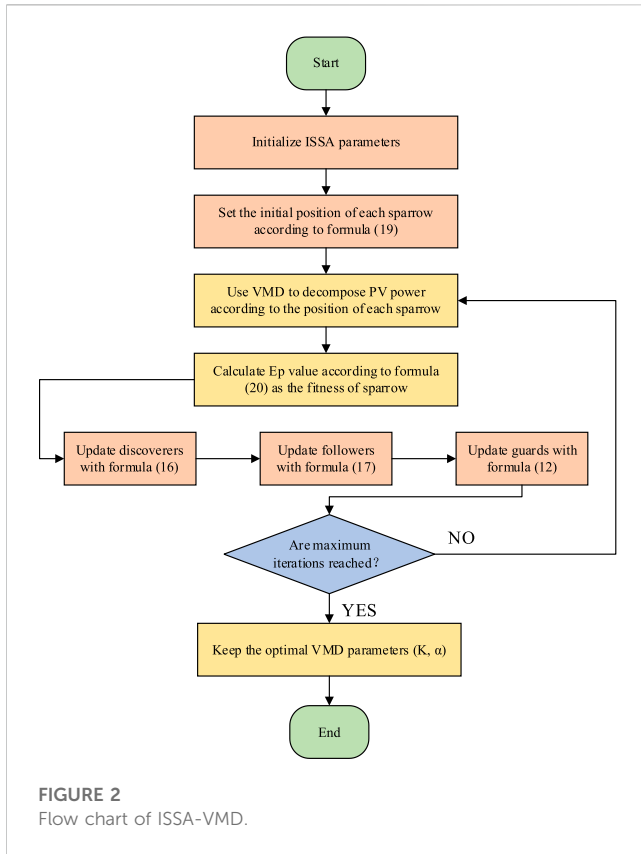 Start
Initialize ISSA parameters
Set the initial position of each sparrow
according to formula (19)
Use VMD to decompose PV power
according to the position of each sparrow
Calculate Ep value according to formula
(20) as the fitness of sparrow
Update discoverers
with formula (16)
Update followers
with formula (17)
Update guards with
formula (12)
Are maximum
iterations reached?
NO
YES
Keep the optimal VMD parameters (K, α)
End
FIGURE 2
Flow chart of ISSA-VMD.